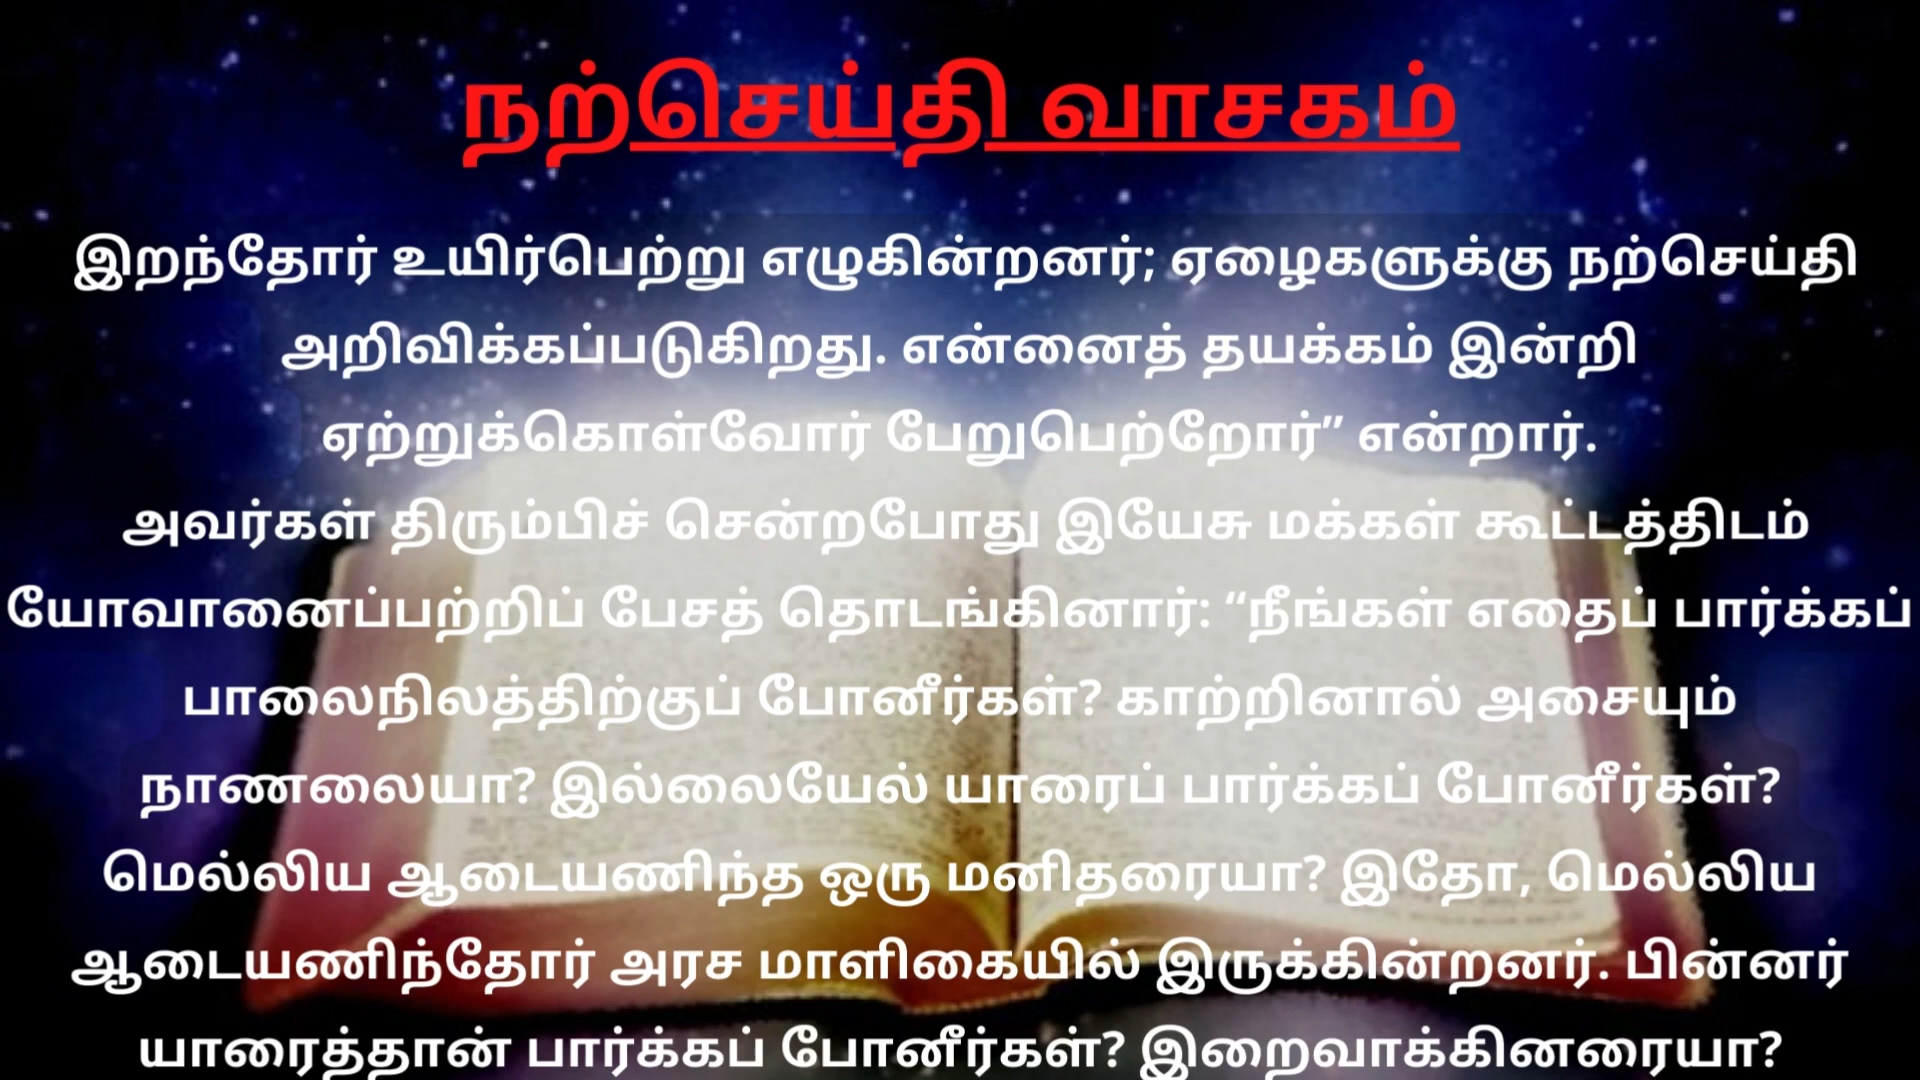 நற்செய்தி வாசகம்
இறந்தோர் உயிர்பெற்று எழுகின்றனர்; ஏழைகளுக்கு நற்செய்தி
அறிவிக்கப்படுகிறது. என்னைத் தயக்கம் இன்றி
ஏற்றுக்கொள்வோர் பேறுபெற்றோர்” என்றார்.
அவர்கள் திரும்பிச் சென்றபோது இயேசு மக்கள் கூட்டத்திடம்
யோவானைப்பற்றிப் பேசத் தொடங்கினார்: “நீங்கள் எதைப் பார்க்கப்
பாலைநிலத்திற்குப் போனீர்கள்? காற்றினால் அசையும்
நாணலையா? இல்லையேல் யாரைப் பார்க்கப் போனீர்கள்?
மெல்லிய ஆடையணிந்த ஒரு மனிதரையா? இதோ, மெல்லிய
ஆடையணிந்தோர் அரச மாளிகையில் இருக்கின்றனர். பின்னர்
யாரைத்தான் பார்க்கப் போனீர்கள்? இறைவாக்கினரையா?